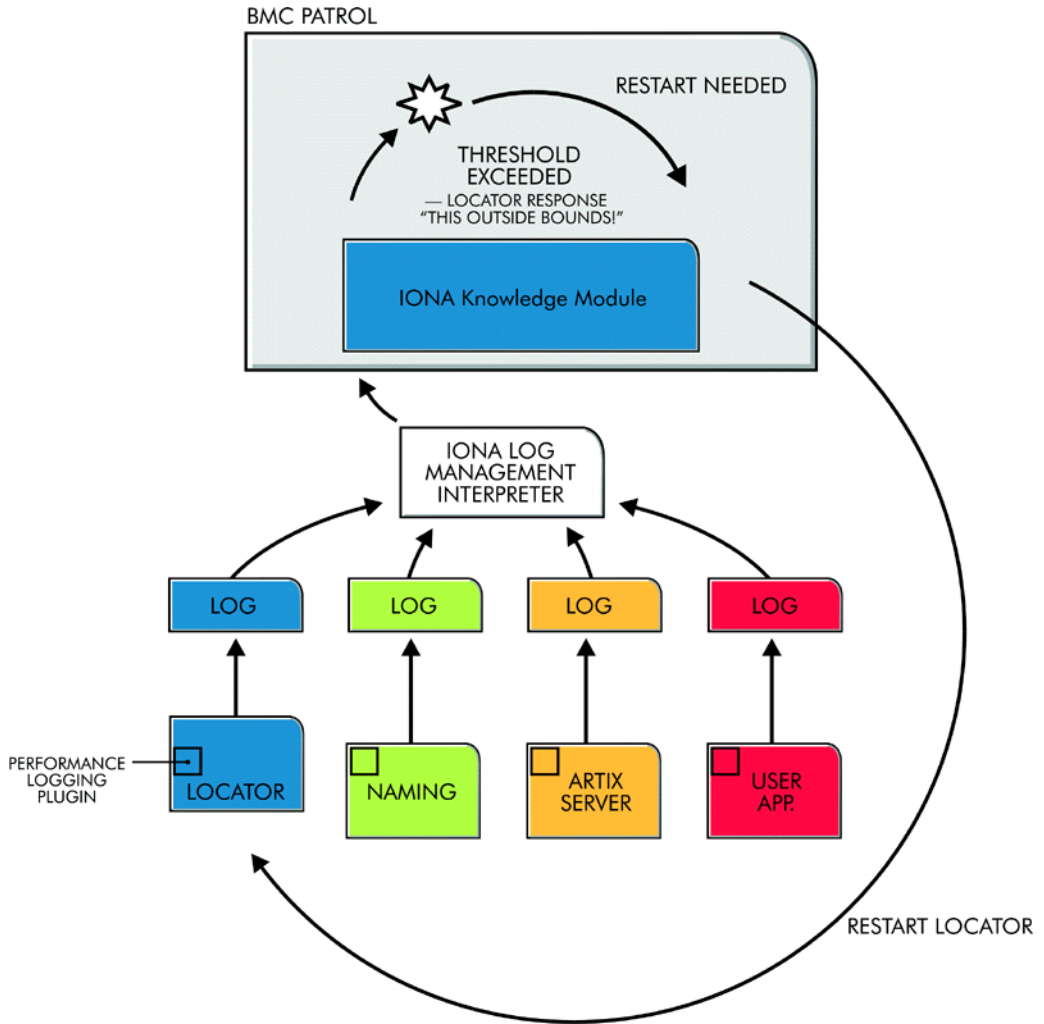 BMC PATROL
RESTART NEEDED
THRESHOLD
EXCEEDED
— LOCATOR RESPONSE
“THIS OUTSIDE BOUNDS!”
IONA Knowledge Module
IONA LOG
MANAGEMENT
INTERPRETER
LOG
LOG
LOG
LOG
PERFORMANCE
LOGGING
PLUGIN
LOCATOR
NAMING
ARTIX
SERVER
USER
APP.
RESTART LOCATOR